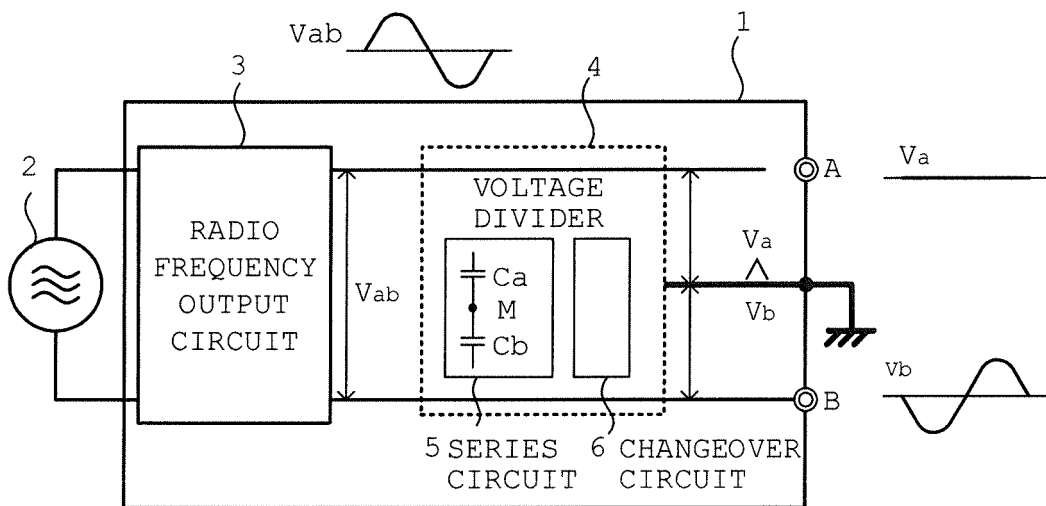 Vab
1
3
4
2
A
Va
VOLTAGE
DIVIDER
RADIO
FREQUENCY
OUTPUT
CIRCUIT
Vab
Ca
M
Cb
Va
Vb
Vb
B
5 SERIES
CIRCUIT
6 CHANGEOVER
CIRCUIT